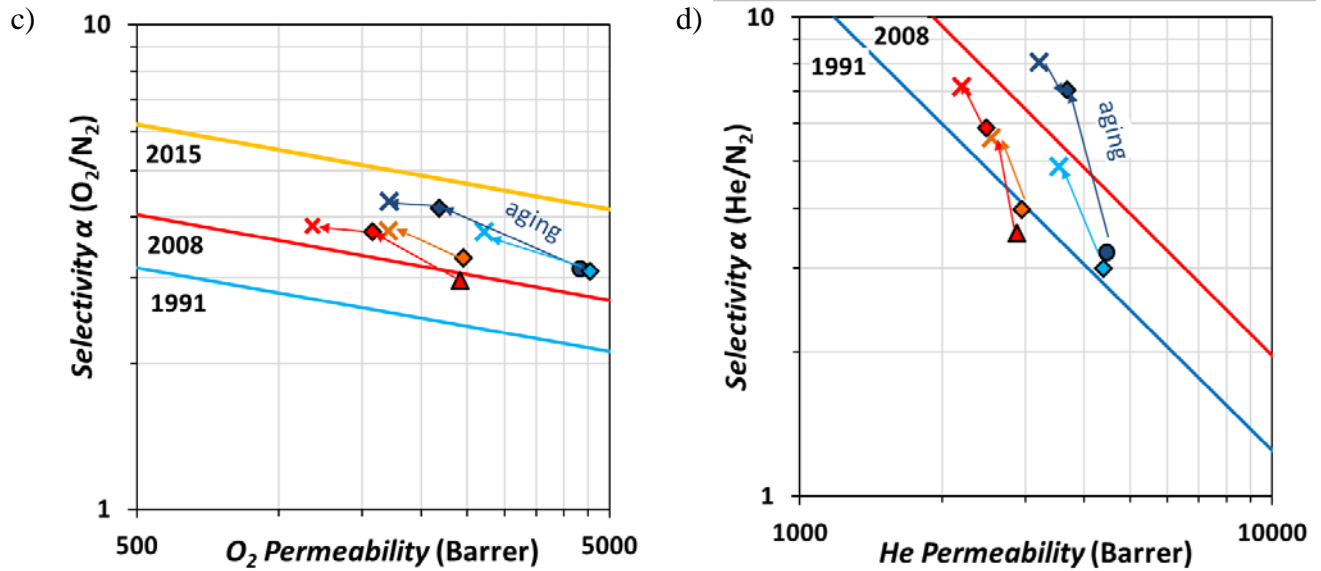 c)
10
Selectivity α (O₂/N₂)
2015
2008
1991
aging
1
500
O₂ Permeability (Barrer)
5000
d)
10
Selectivity α (He/N₂)
2008
1991
aging
1
1000
He Permeability (Barrer)
10000